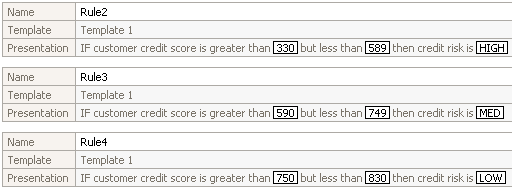 Name Rule2
Template Template 1
Presentation IF customer credit score is greater than 330 but less than 589 then credit risk is HIGH
Name Rule3
Template Template 1
Presentation IF customer credit score is greater than 590 but less than 749 then credit risk is MED
Name Rule4
Template Template 1
Presentation IF customer credit score is greater than 750 but less than 830 then credit risk is LOW